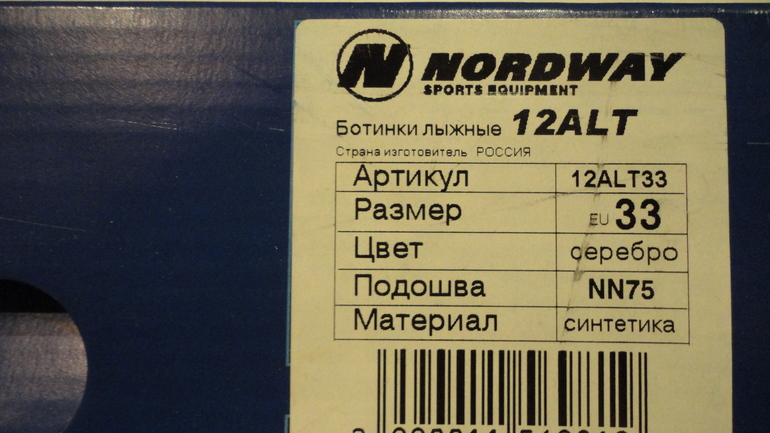 NORDWAY
SPORTS EQUIPMENT
Ботинки лыжные 12ALT
Страна изготовитель РОССИЯ
Артикул 12ALT33
Размер EU 33
Цвет серебро
Подошва NN75
Материал синтетика